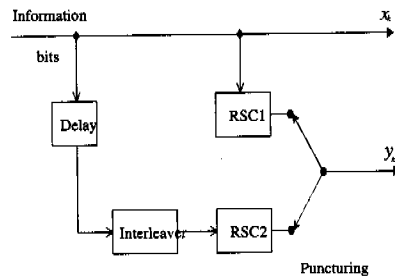 Information
x_k
bits
Delay
RSC1
y_k
Interleaver
RSC2
Puncturing